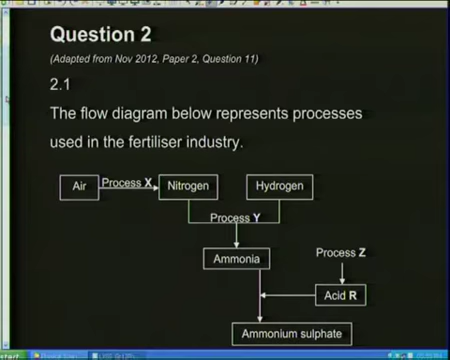 Question 2
(Adapted from Nov 2012, Paper 2, Question 11)
2.1
The flow diagram below represents processes
used in the fertiliser industry.
Air
Process X
Nitrogen
Hydrogen
Process Y
Ammonia
Process Z
Acid R
Ammonium sulphate
start